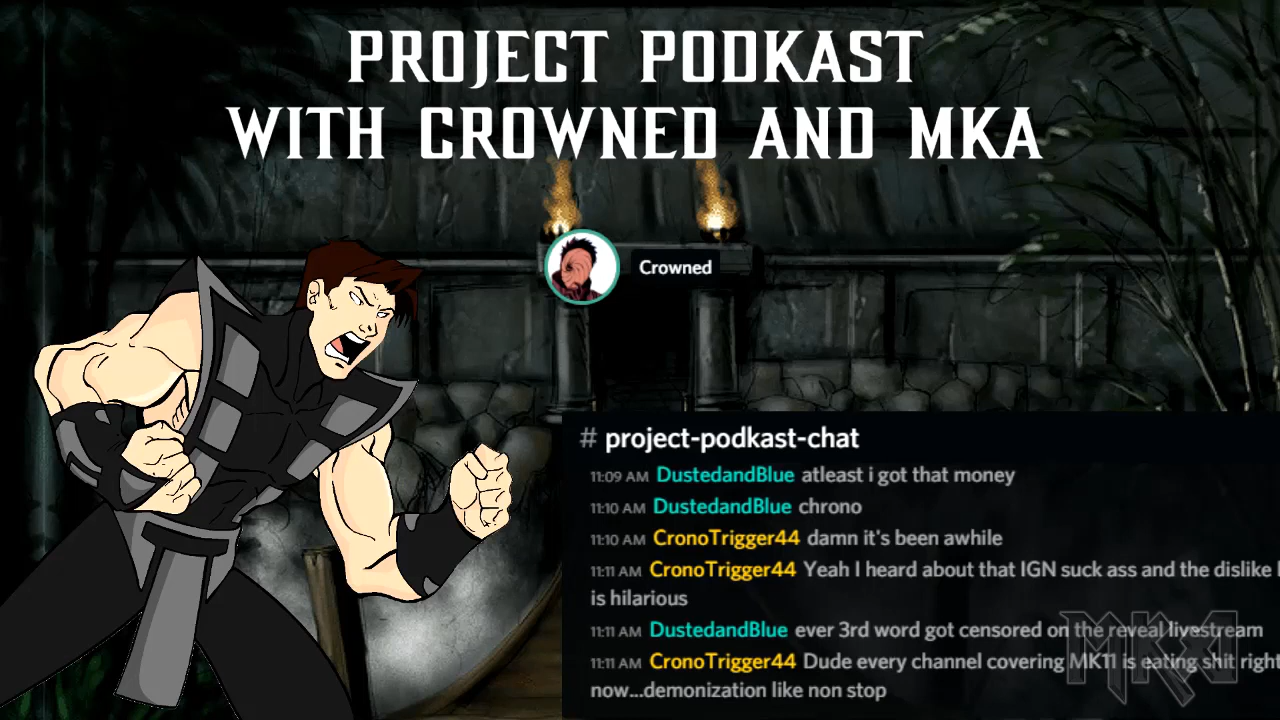 PROJECT PODKAST
WITH CROWNED AND MKA
Crowned
# project-podkast-chat
11:09 AM DustedandBlue atleast i got that money
11:10 AM DustedandBlue chrono
11:10 AM CronoTrigger44 damn it's been awhile
11:11 AM CronoTrigger44 Yeah I heard about that IGN suck ass and the dislike
is hilarious
11:11 AM DustedandBlue ever 3rd word got censored on the reveal livestream
11:11 AM CronoTrigger44 Dude every channel covering MK11 is eating shit right
now...demonization like non stop